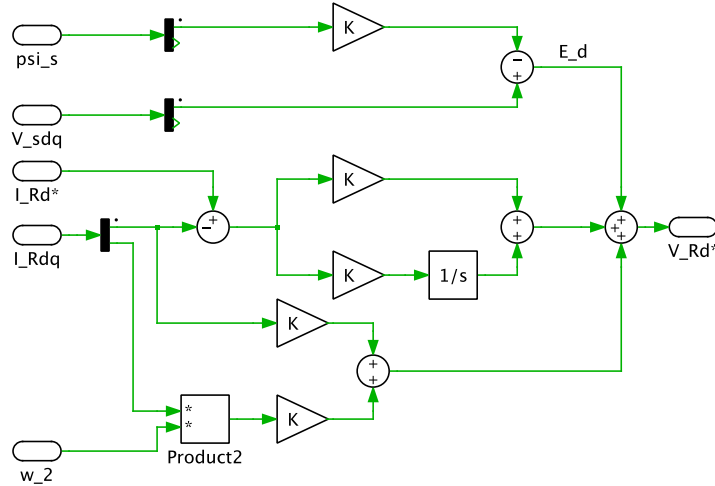 K
psi_s
−
+
E_d
V_sdq
I_Rd*
K
+
−
+
+
+
+
+
V_Rd*
I_Rdq
K
1/s
K
+
+
*
*
K
Product2
w_2